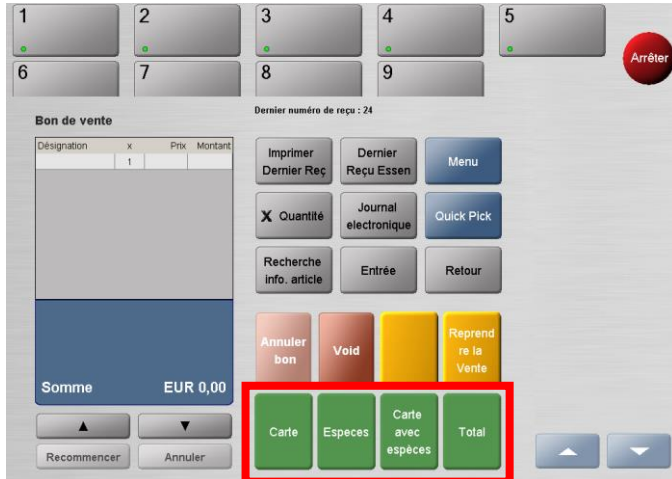 1
2
3
4
5
6
7
8
9
Arrêter
Dernier numéro de reçu : 24
Bon de vente
Désignation x Prix Montant
1
Imprimer
Dernier Reç
Dernier
Reçu Essen
Menu
X Quantité
Journal
electronique
Quick Pick
Recherche
info. article
Entrée
Retour
Annuler
bon
Void
Reprend
re la
Vente
Somme EUR 0,00
Carte
Especes
Carte
avec
espèces
Total
Recommencer
Annuler